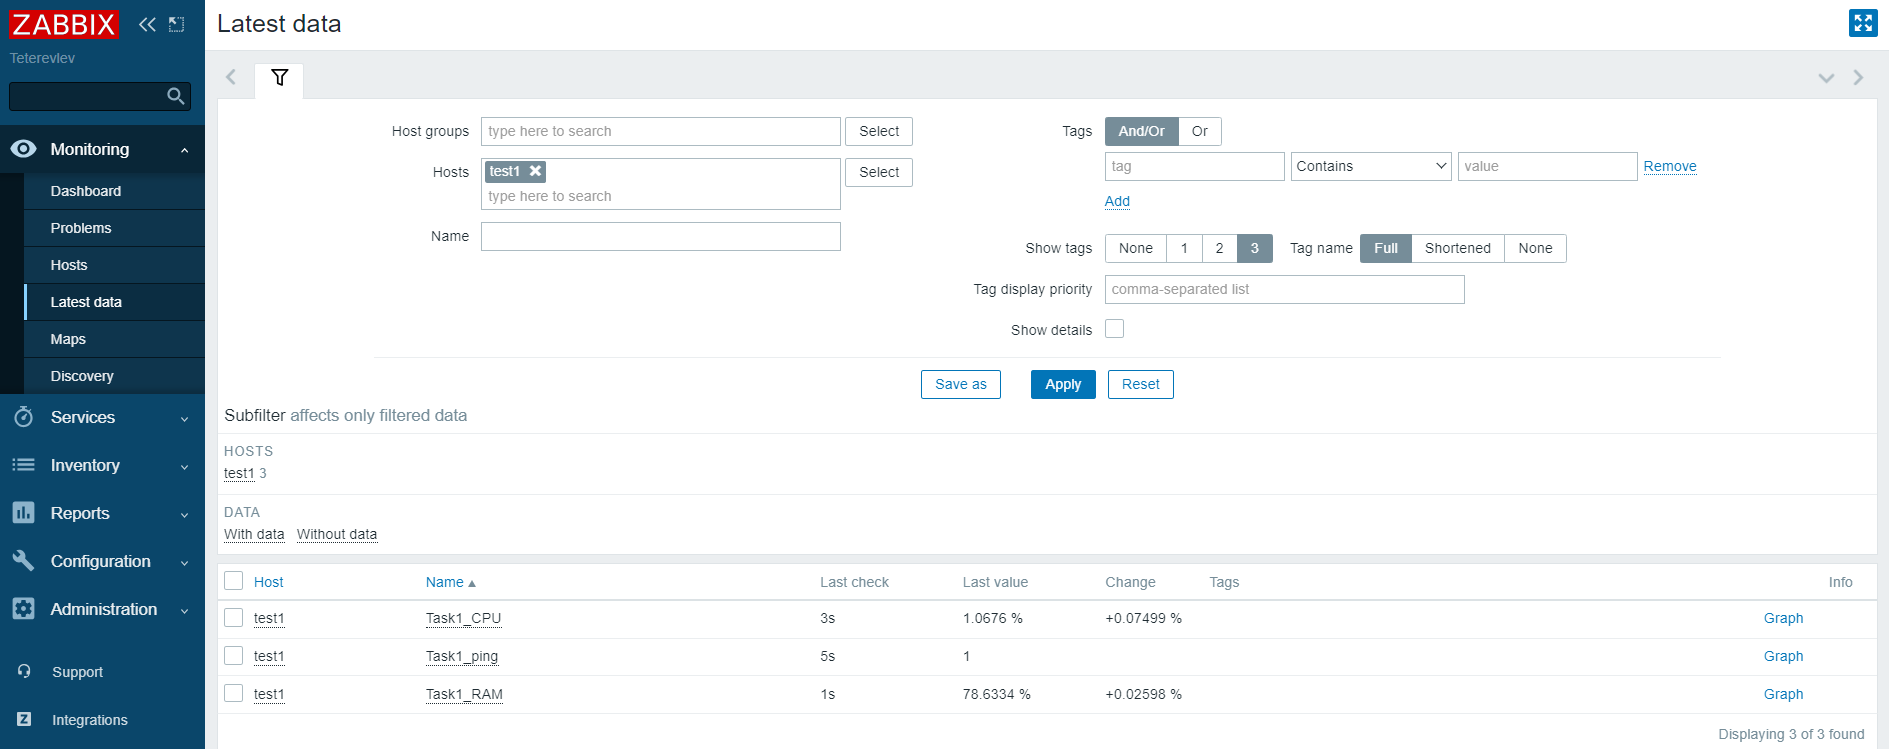 ZABBIX
Teterevlev
Monitoring
Dashboard
Problems
Hosts
Latest data
Maps
Discovery
Services
Inventory
Reports
Configuration
Administration
Support
Z Integrations
Latest data
Host groups type here to search Select
Hosts test1 Select
type here to search
Name
Tags And/Or Or
tag Contains value Remove
Add
Show tags None 1 2 3 Tag name Full Shortened None
Tag display priority comma-separated list
Show details
Save as Apply Reset
Subfilter affects only filtered data
HOSTS
test1 3
DATA
With data Without data
Host Name Last check Last value Change Tags Info
test1 Task1_CPU 3s 1.0676 % +0.07499 % Graph
test1 Task1_ping 5s 1 Graph
test1 Task1_RAM 1s 78.6334 % +0.02598 % Graph
Displaying 3 of 3 found